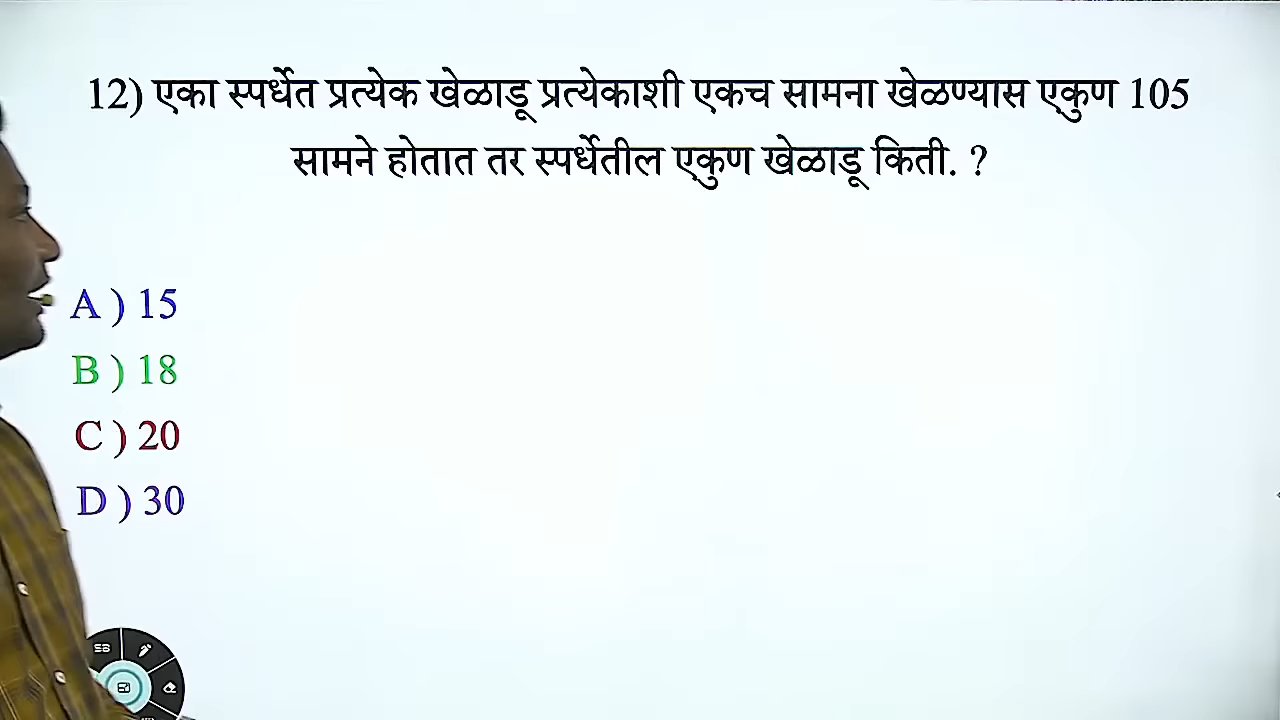 12) एका स्पर्धेत प्रत्येक खेळाडू प्रत्येकाशी एकच सामना खेळण्यास एकुण 105
सामने होतात तर स्पर्धेतील एकुण खेळाडू किती. ?
A ) 15
B ) 18
C ) 20
D ) 30